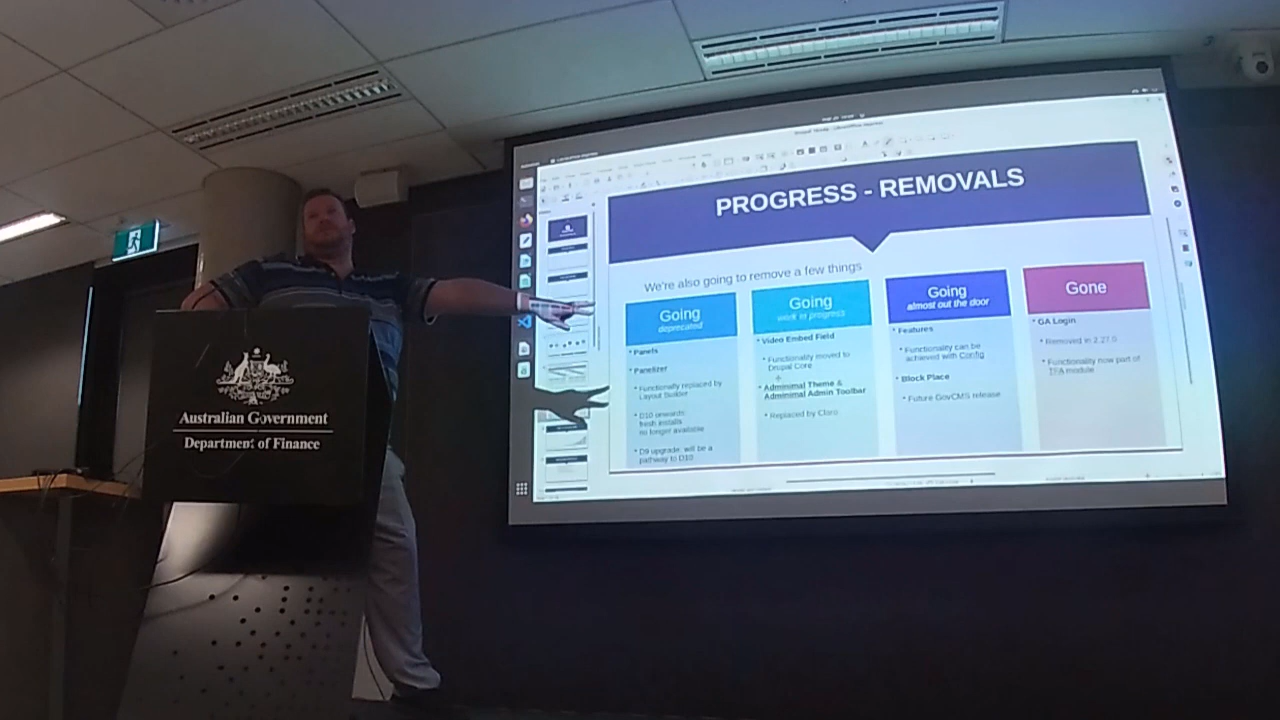 Australian Government
Department of Finance
PROGRESS - REMOVALS
We're also going to remove a few things
Going
deprecated
• Panels
• Panelizer
• Functionally replaced by
Layout Builder
• D10 onwards
fresh installs
no longer available
• D9 upgrade, will be a
pathway to D10
Going
work in progress
• Video Embed Field
• Functionality moved to
Drupal Core
• Adminimal Theme &
Adminimal Admin Toolbar
• Replaced by Claro
Going
almost out the door
• Features
• Functionality can be
achieved with Config
• Block Place
• Future GovCMS release
Gone
• GA Login
• Removed in 2.27.0
• Functionality now part of
TFA module